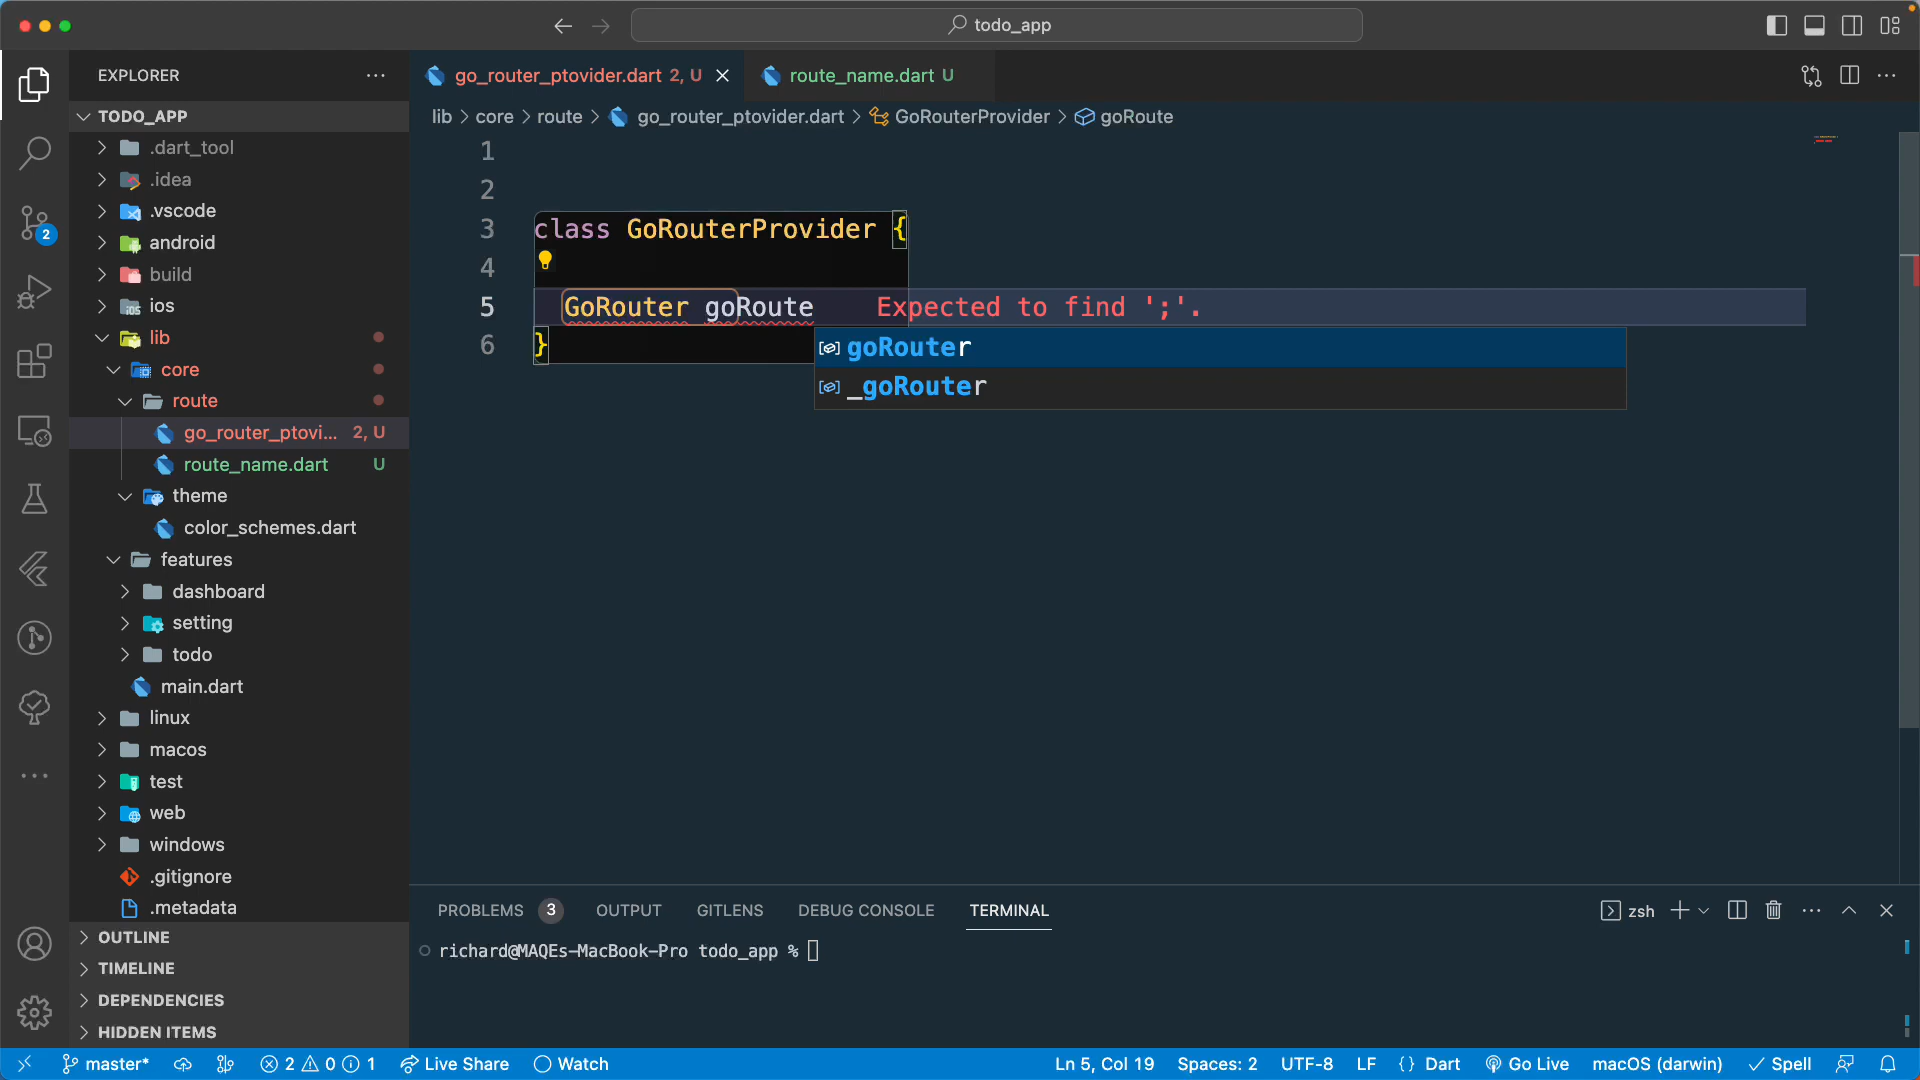 todo_app
EXPLORER
TODO_APP
.dart_tool
.idea
.vscode
android
build
ios
lib
core
route
go_router_ptovi... 2, U
route_name.dart U
theme
color_schemes.dart
features
dashboard
setting
todo
main.dart
linux
macos
test
web
windows
.gitignore
.metadata
OUTLINE
TIMELINE
DEPENDENCIES
HIDDEN ITEMS
go_router_ptovider.dart 2, U
route_name.dart U
lib > core > route > go_router_ptovider.dart > GoRouterProvider > goRoute
1
2
3 class GoRouterProvider {
4
5 GoRouter goRoute Expected to find ';'.
6 }
goRouter
_goRouter
PROBLEMS 3 OUTPUT GITLENS DEBUG CONSOLE TERMINAL zsh
richard@MAQEs-MacBook-Pro todo_app %
2
master* 2 0 1 Live Share Watch Ln 5, Col 19 Spaces: 2 UTF-8 LF {} Dart Go Live macOS (darwin) Spell